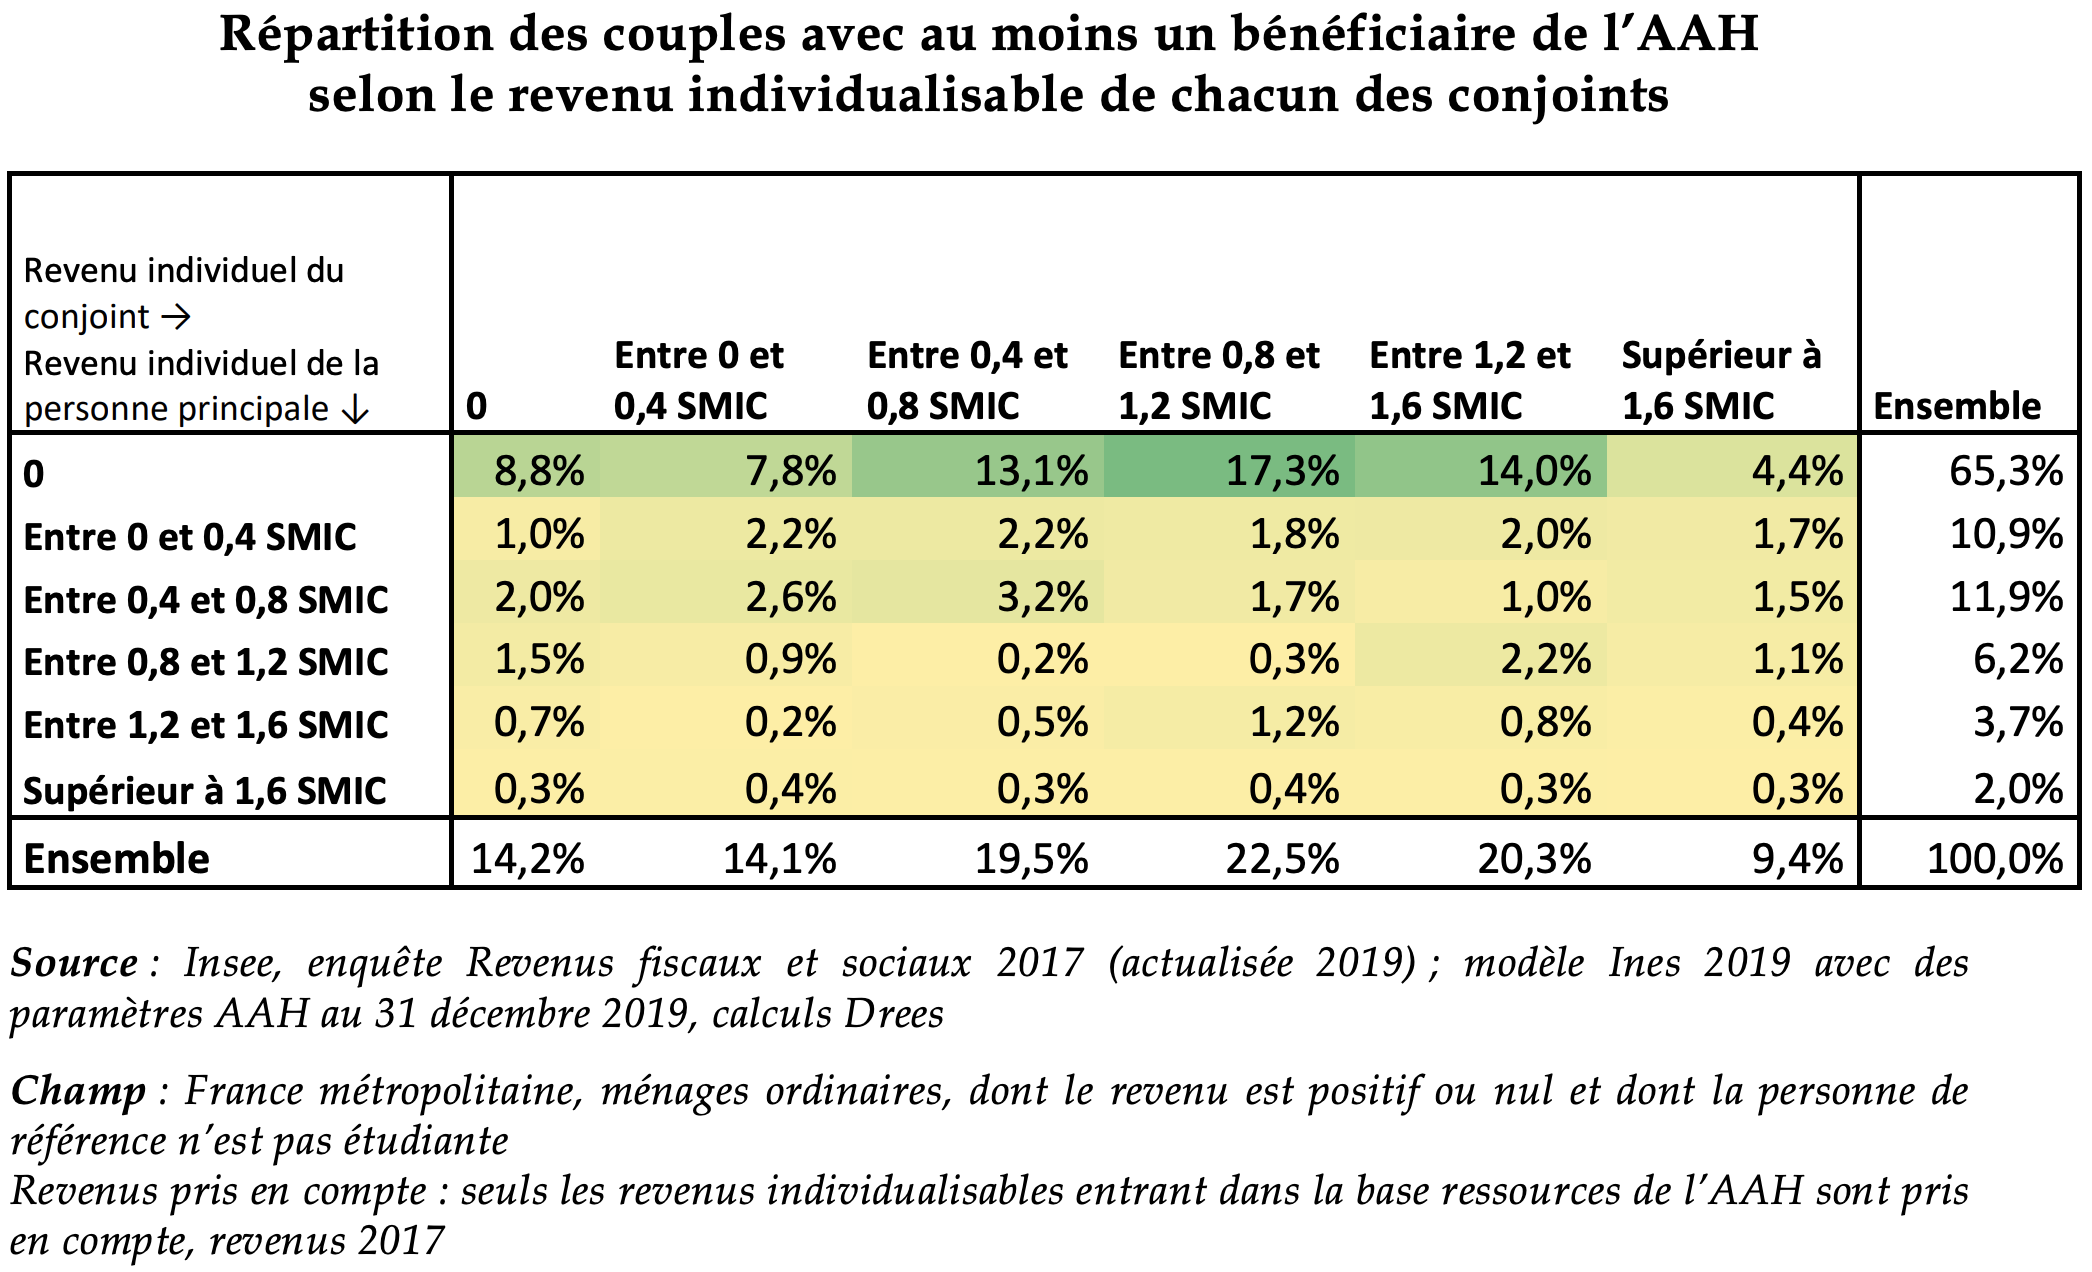 Répartition des couples avec au moins un bénéficiaire de l’AAH
selon le revenu individualisable de chacun des conjoints
Revenu individuel du
conjoint →
Revenu individuel de la
personne principale ↓
0
Entre 0 et
0,4 SMIC
Entre 0,4 et
0,8 SMIC
Entre 0,8 et
1,2 SMIC
Entre 1,2 et
1,6 SMIC
Supérieur à
1,6 SMIC
Ensemble
0 8,8% 7,8% 13,1% 17,3% 14,0% 4,4% 65,3%
Entre 0 et 0,4 SMIC 1,0% 2,2% 2,2% 1,8% 2,0% 1,7% 10,9%
Entre 0,4 et 0,8 SMIC 2,0% 2,6% 3,2% 1,7% 1,0% 1,5% 11,9%
Entre 0,8 et 1,2 SMIC 1,5% 0,9% 0,2% 0,3% 2,2% 1,1% 6,2%
Entre 1,2 et 1,6 SMIC 0,7% 0,2% 0,5% 1,2% 0,8% 0,4% 3,7%
Supérieur à 1,6 SMIC 0,3% 0,4% 0,3% 0,4% 0,3% 0,3% 2,0%
Ensemble 14,2% 14,1% 19,5% 22,5% 20,3% 9,4% 100,0%
Source : Insee, enquête Revenus fiscaux et sociaux 2017 (actualisée 2019) ; modèle Ines 2019 avec des
paramètres AAH au 31 décembre 2019, calculs Drees
Champ : France métropolitaine, ménages ordinaires, dont le revenu est positif ou nul et dont la personne de
référence n’est pas étudiante
Revenus pris en compte : seuls les revenus individualisables entrant dans la base ressources de l’AAH sont pris
en compte, revenus 2017